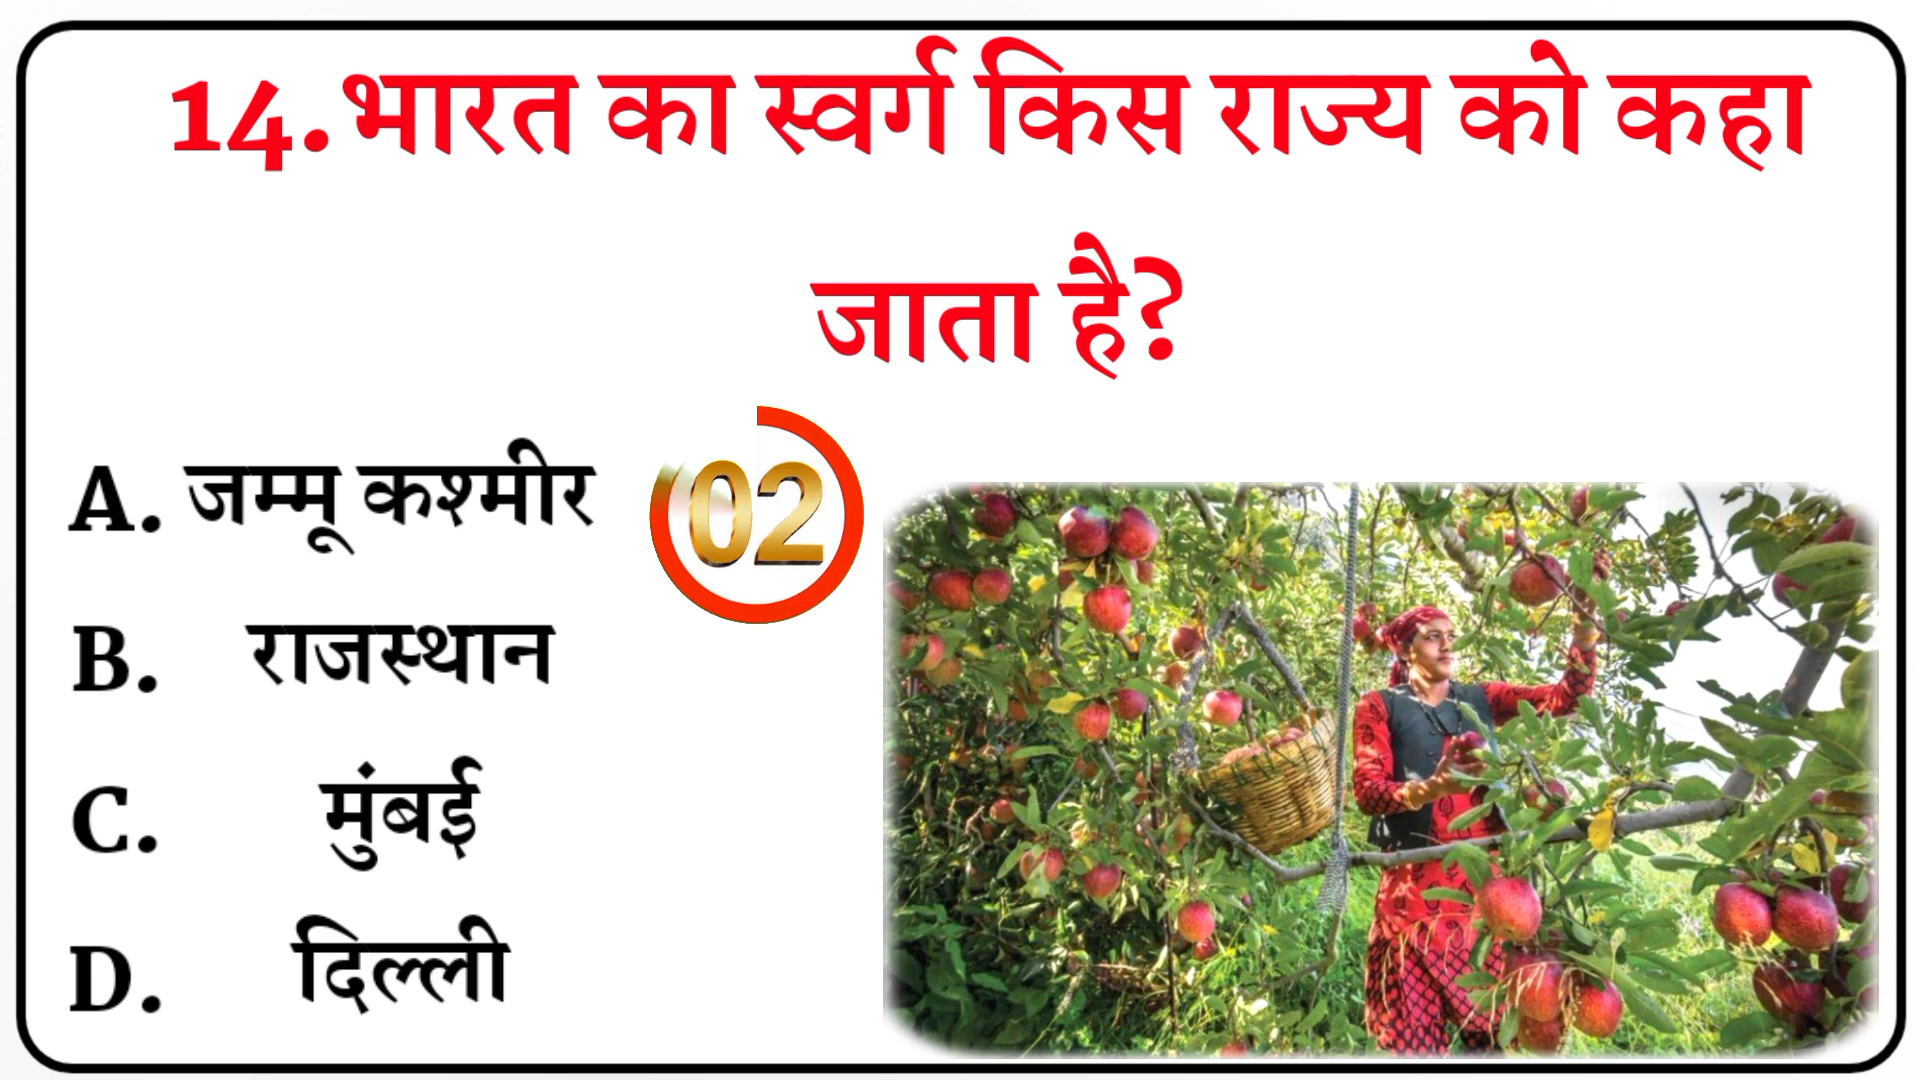 14.भारत का स्वर्ग किस राज्य को कहा
जाता है?
A. जम्मू कश्मीर
02
B. राजस्थान
C. मुंबई
D. दिल्ली